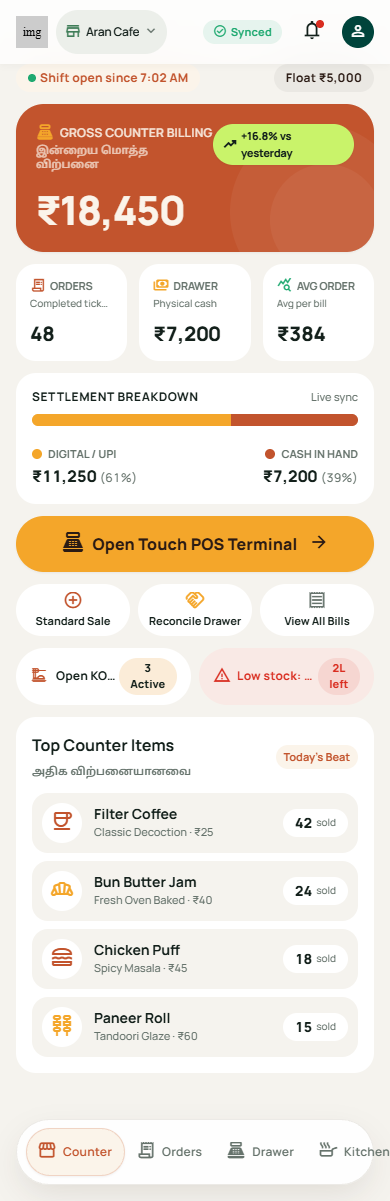 img
Aran Cafe
Synced
Shift open since 7:02 AM
Float ₹5,000
GROSS COUNTER BILLING
இன்றைய மொத்த
விற்பனை
+16.8% vs
yesterday
₹18,450
ORDERS
Completed tick…
48
DRAWER
Physical cash
₹7,200
AVG ORDER
Avg per bill
₹384
SETTLEMENT BREAKDOWN
Live sync
DIGITAL / UPI
₹11,250 (61%)
CASH IN HAND
₹7,200 (39%)
Open Touch POS Terminal
Standard Sale
Reconcile Drawer
View All Bills
Open KO…
3
Active
Low stock: …
2L
left
Top Counter Items
அதிக விற்பனையானவை
Today's Beat
Filter Coffee
Classic Decoction · ₹25
42 sold
Bun Butter Jam
Fresh Oven Baked · ₹40
24 sold
Chicken Puff
Spicy Masala · ₹45
18 sold
Paneer Roll
Tandoori Glaze · ₹60
15 sold
Counter
Orders
Drawer
Kitchen